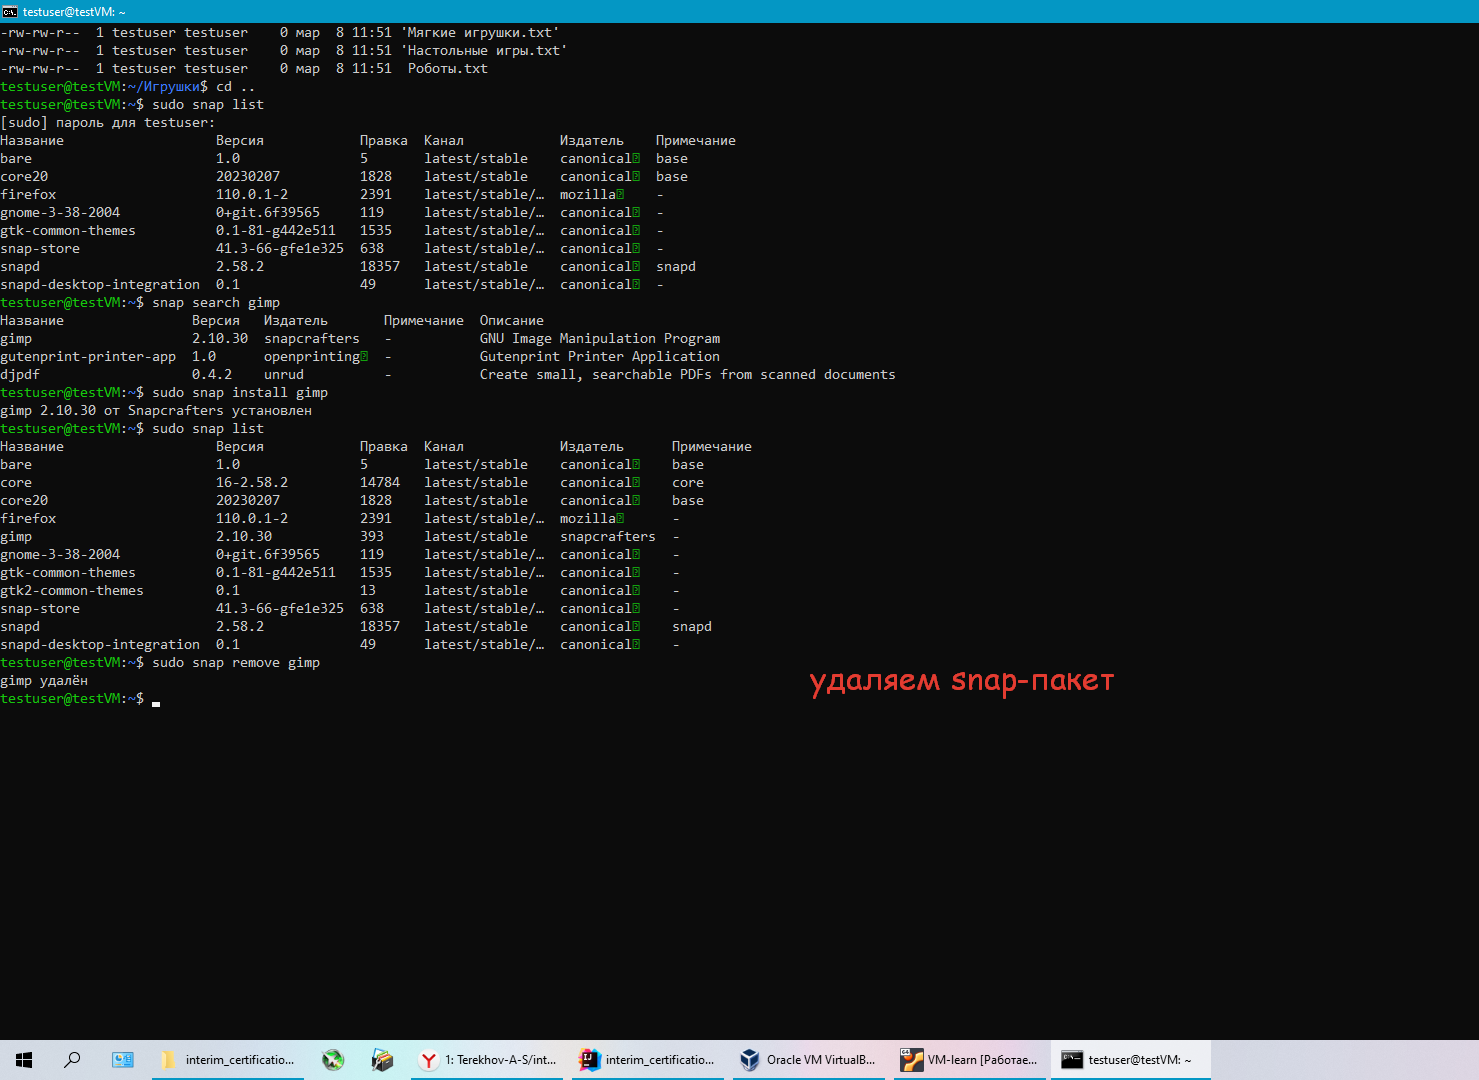 testuser@testVM: ~
-rw-rw-r-- 1 testuser testuser 0 мар 8 11:51 'Мягкие игрушки.txt'
-rw-rw-r-- 1 testuser testuser 0 мар 8 11:51 'Настольные игры.txt'
-rw-rw-r-- 1 testuser testuser 0 мар 8 11:51 Роботы.txt
testuser@testVM:~/Игрушки$ cd ..
testuser@testVM:~$ sudo snap list
[sudo] пароль для testuser:
Название Версия Правка Канал Издатель Примечание
bare 1.0 5 latest/stable canonical base
core20 20230207 1828 latest/stable canonical base
firefox 110.0.1-2 2391 latest/stable/… mozilla -
gnome-3-38-2004 0+git.6f39565 119 latest/stable/… canonical -
gtk-common-themes 0.1-81-g442e511 1535 latest/stable/… canonical -
snap-store 41.3-66-gfe1e325 638 latest/stable/… canonical -
snapd 2.58.2 18357 latest/stable canonical snapd
snapd-desktop-integration 0.1 49 latest/stable/… canonical -
testuser@testVM:~$ snap search gimp
Название Версия Издатель Примечание Описание
gimp 2.10.30 snapcrafters - GNU Image Manipulation Program
gutenprint-printer-app 1.0 openprinting - Gutenprint Printer Application
djpdf 0.4.2 unrud - Create small, searchable PDFs from scanned documents
testuser@testVM:~$ sudo snap install gimp
gimp 2.10.30 от Snapcrafters установлен
testuser@testVM:~$ sudo snap list
Название Версия Правка Канал Издатель Примечание
bare 1.0 5 latest/stable canonical base
core 16-2.58.2 14784 latest/stable canonical core
core20 20230207 1828 latest/stable canonical base
firefox 110.0.1-2 2391 latest/stable/… mozilla -
gimp 2.10.30 393 latest/stable snapcrafters -
gnome-3-38-2004 0+git.6f39565 119 latest/stable/… canonical -
gtk-common-themes 0.1-81-g442e511 1535 latest/stable/… canonical -
gtk2-common-themes 0.1 13 latest/stable canonical -
snap-store 41.3-66-gfe1e325 638 latest/stable/… canonical -
snapd 2.58.2 18357 latest/stable canonical snapd
snapd-desktop-integration 0.1 49 latest/stable/… canonical -
testuser@testVM:~$ sudo snap remove gimp
gimp удалён
удаляем snap-пакет
testuser@testVM:~$
interim_certificatio... 1: Terekhov-A-S/int... interim_certificatio... Oracle VM VirtualB... VM-learn [Работае... testuser@testVM: ~